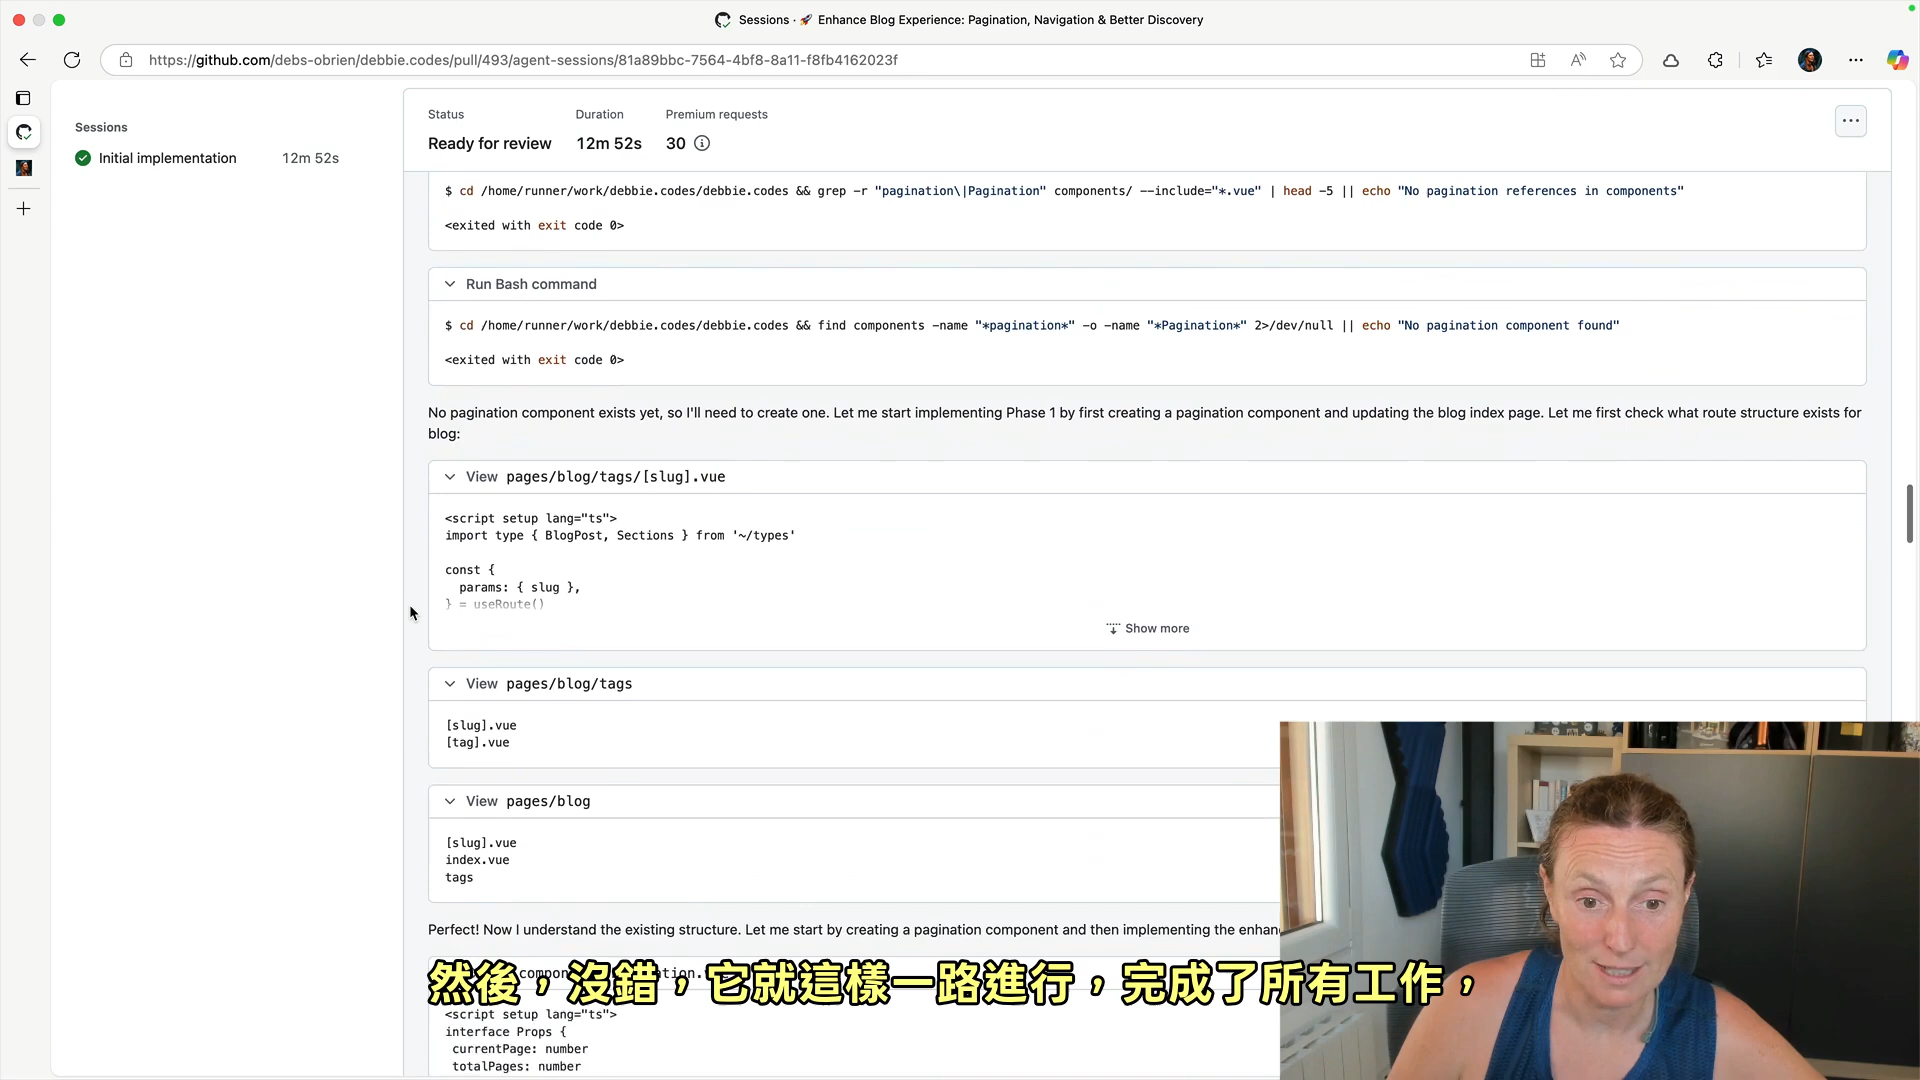 Sessions · 🚀 Enhance Blog Experience: Pagination, Navigation & Better Discovery
https://github.com/debs-obrien/debbie.codes/pull/493/agent-sessions/81a89bbc-7564-4bf8-8a11-f8fb4162023f
Sessions
Initial implementation 12m 52s
Status Duration Premium requests
Ready for review 12m 52s 30
$ cd /home/runner/work/debbie.codes/debbie.codes && grep -r "pagination\|Pagination" components/ --include="*.vue" | head -5 || echo "No pagination references in components"
<exited with exit code 0>
Run Bash command
$ cd /home/runner/work/debbie.codes/debbie.codes && find components -name "*pagination*" -o -name "*Pagination*" 2>/dev/null || echo "No pagination component found"
<exited with exit code 0>
No pagination component exists yet, so I'll need to create one. Let me start implementing Phase 1 by first creating a pagination component and updating the blog index page. Let me first check what route structure exists for
blog:
View pages/blog/tags/[slug].vue
<script setup lang="ts">
import type { BlogPost, Sections } from '~/types'
const {
params: { slug },
} = useRoute()
Show more
View pages/blog/tags
[slug].vue
[tag].vue
View pages/blog
[slug].vue
index.vue
tags
Perfect! Now I understand the existing structure. Let me start by creating a pagination component and then implementing the enhan
然後，沒錯，它就這樣一路進行，完成了所有工作，
<script setup lang="ts">
interface Props {
currentPage: number
totalPages: number